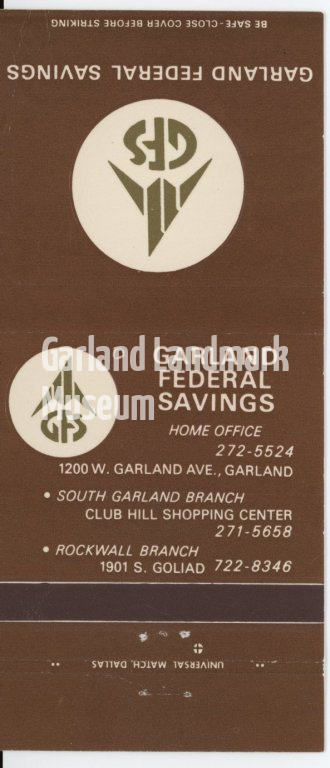 BE SAFE - CLOSE COVER BEFORE STRIKING
GARLAND FEDERAL SAVINGS
GFS
Garland Landmark
Museum
GFS
GARLAND
FEDERAL
SAVINGS
HOME OFFICE
272-5524
1200 W. GARLAND AVE., GARLAND
• SOUTH GARLAND BRANCH
CLUB HILL SHOPPING CENTER
271-5658
• ROCKWALL BRANCH
1901 S. GOLIAD 722-8346
UNIVERSAL MATCH, DALLAS